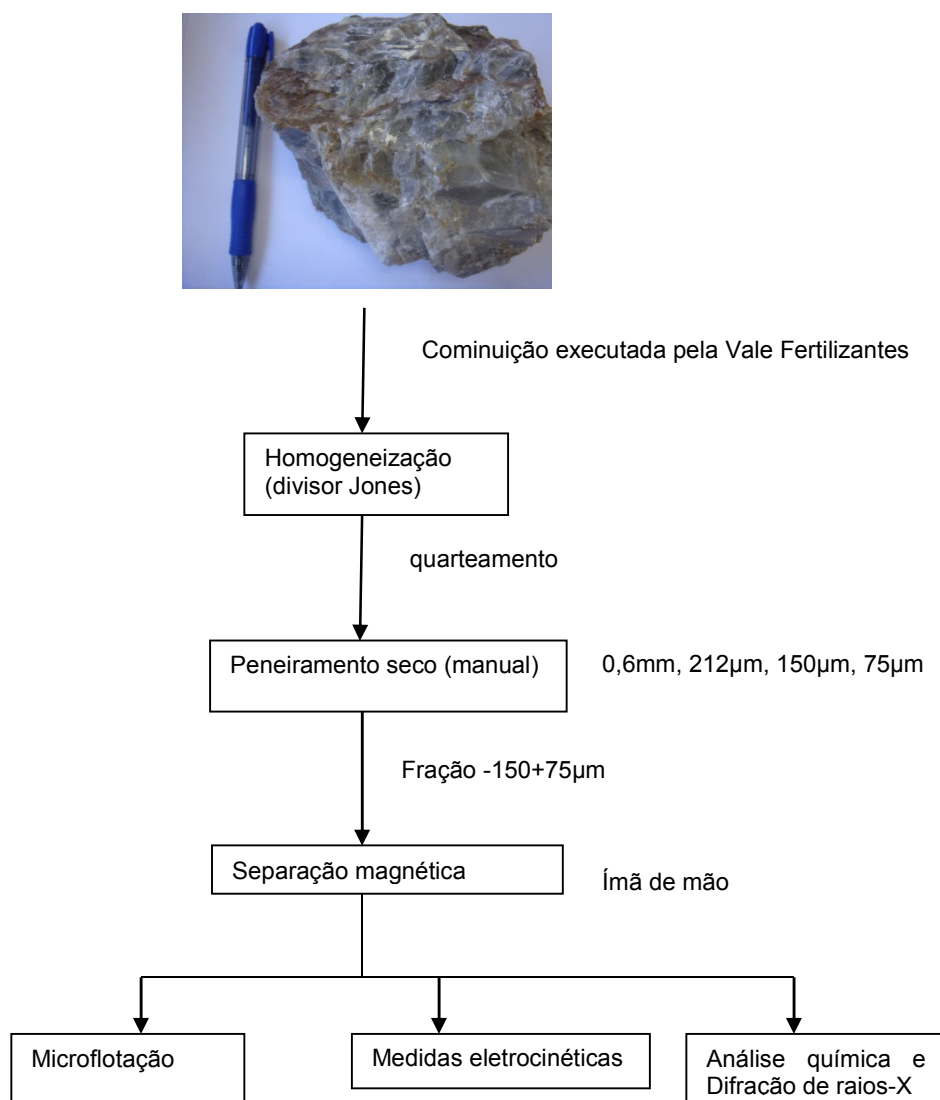 Cominuição executada pela Vale Fertilizantes
Homogeneização
(divisor Jones)
quarteamento
Peneiramento seco (manual)
0,6mm, 212µm, 150µm, 75µm
Fração -150+75µm
Separação magnética
Ímã de mão
Microflotação
Medidas eletrocinéticas
Análise química e
Difração de raios-X